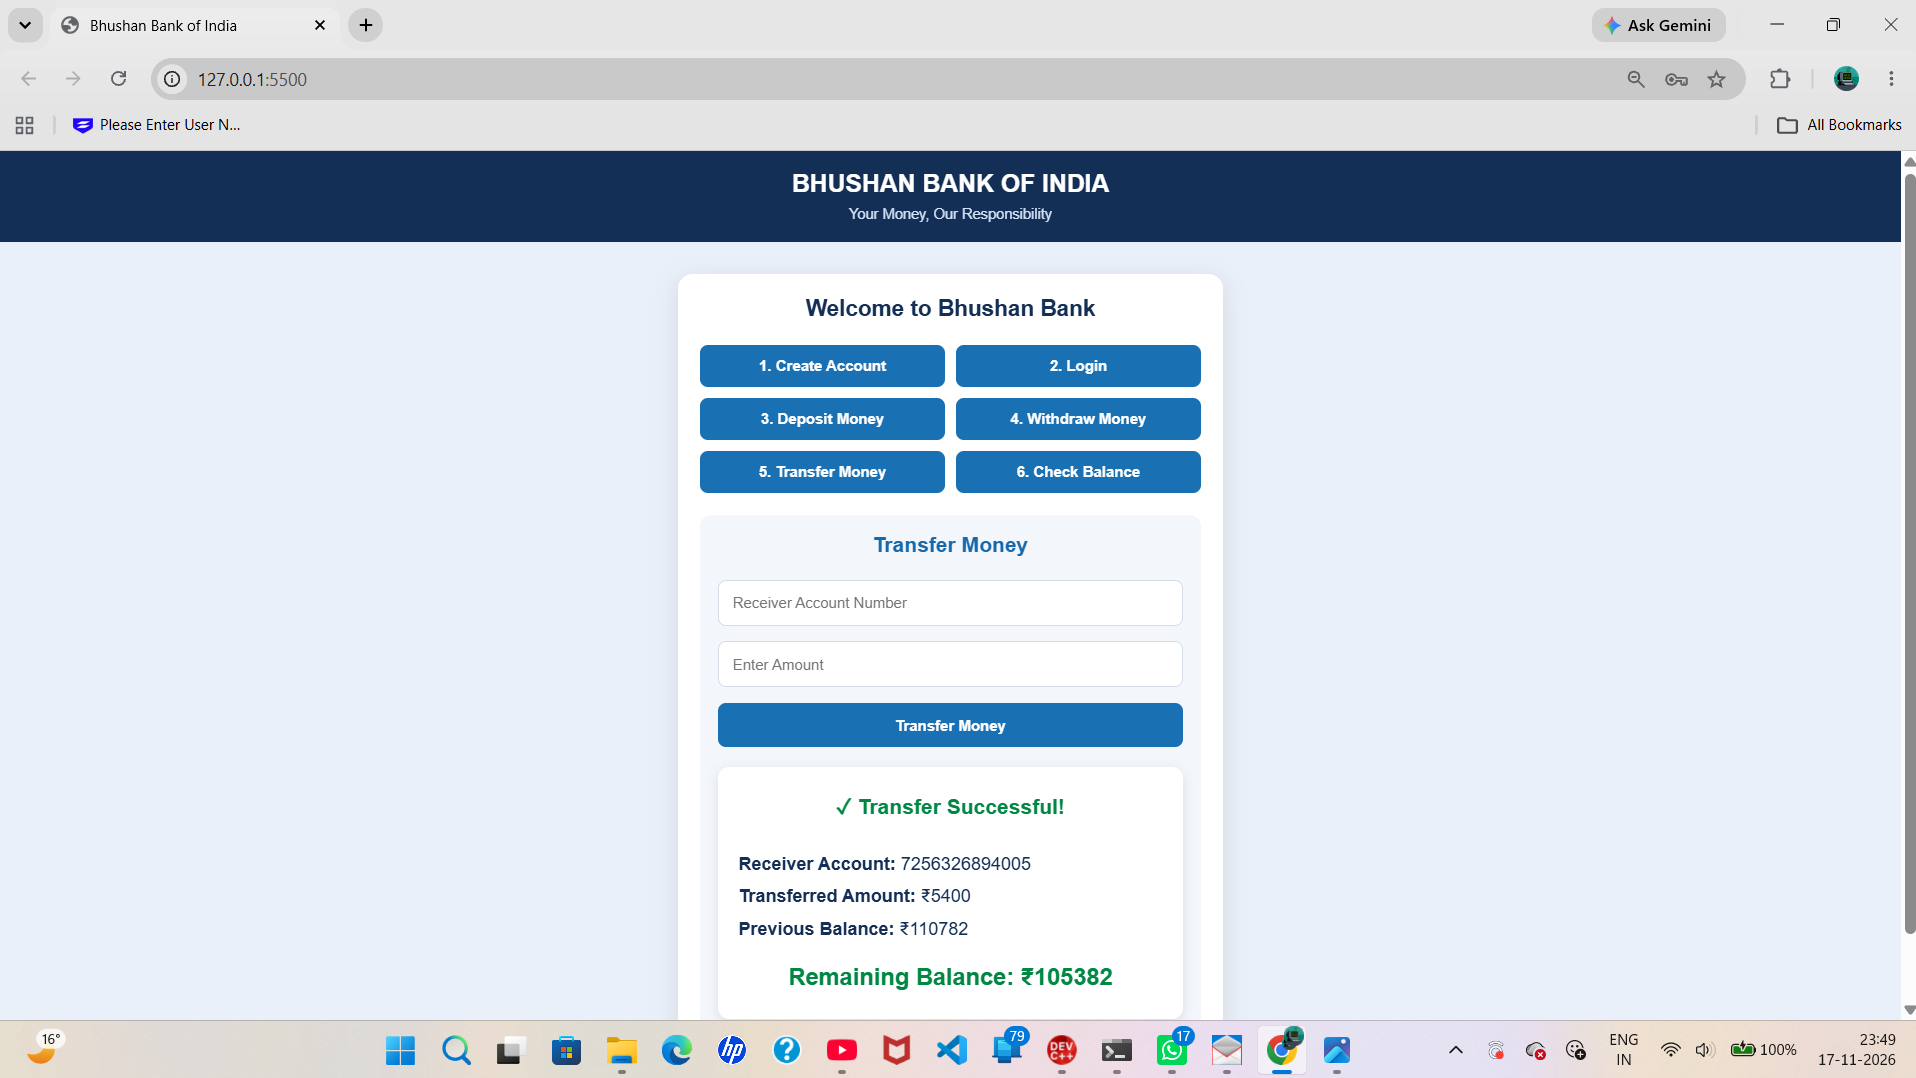 Bhushan Bank of India
Ask Gemini
127.0.0.1:5500
Please Enter User N...
All Bookmarks
BHUSHAN BANK OF INDIA
Your Money, Our Responsibility
Welcome to Bhushan Bank
1. Create Account
2. Login
3. Deposit Money
4. Withdraw Money
5. Transfer Money
6. Check Balance
Transfer Money
Receiver Account Number
Enter Amount
Transfer Money
✓ Transfer Successful!
Receiver Account: 7256326894005
Transferred Amount: ₹5400
Previous Balance: ₹110782
Remaining Balance: ₹105382
16°
hp
79
DEV
C++
17
ENG
IN
100%
23:49
17-11-2026